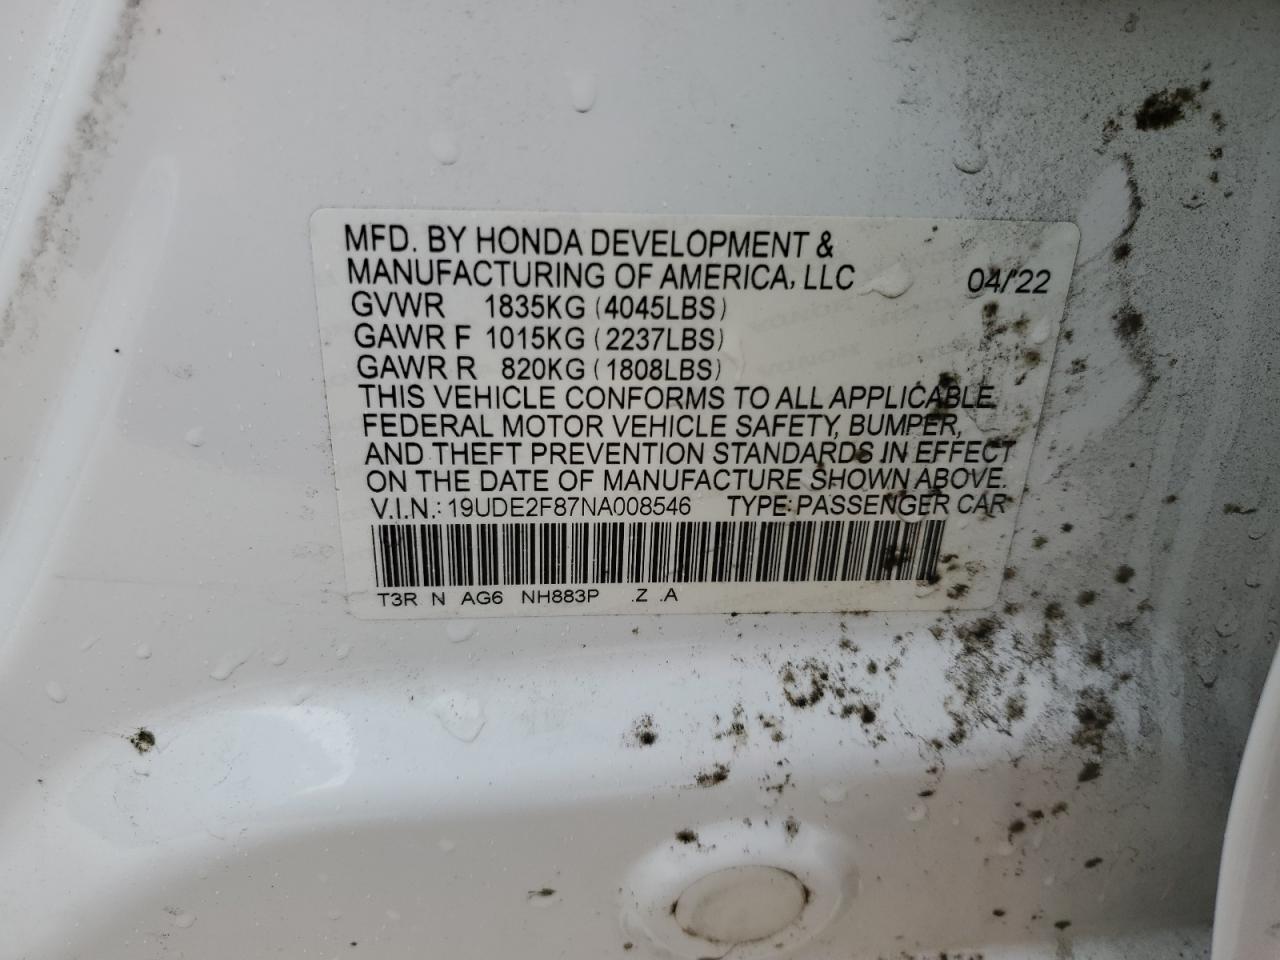 MFD. BY HONDA DEVELOPMENT &
MANUFACTURING OF AMERICA, LLC 04/'22
GVWR 1835KG (4045LBS)
GAWR F 1015KG (2237LBS)
GAWR R 820KG (1808LBS)
THIS VEHICLE CONFORMS TO ALL APPLICABLE
FEDERAL MOTOR VEHICLE SAFETY, BUMPER,
AND THEFT PREVENTION STANDARDS IN EFFECT
ON THE DATE OF MANUFACTURE SHOWN ABOVE.
V.I.N.: 19UDE2F87NA008546 TYPE: PASSENGER CAR
T3R N AG6 NH883P .Z .A